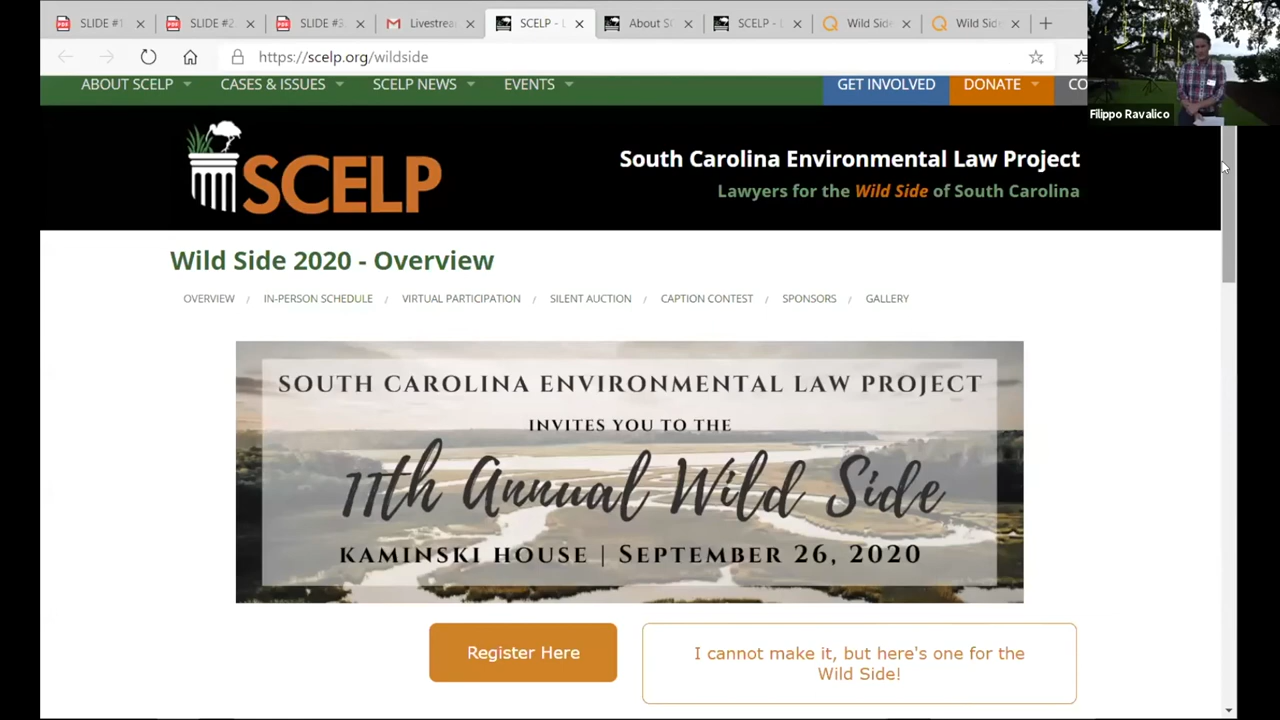 SLIDE #1
SLIDE #2
SLIDE #3
Livestrea
SCELP - L
About S
SCELP - L
Wild Side
Wild Side
https://scelp.org/wildside
ABOUT SCELP
CASES & ISSUES
SCELP NEWS
EVENTS
GET INVOLVED
DONATE
CO
Filippo Ravalico
SCELP
South Carolina Environmental Law Project
Lawyers for the Wild Side of South Carolina
Wild Side 2020 - Overview
OVERVIEW / IN-PERSON SCHEDULE / VIRTUAL PARTICIPATION / SILENT AUCTION / CAPTION CONTEST / SPONSORS / GALLERY
SOUTH CAROLINA ENVIRONMENTAL LAW PROJECT
INVITES YOU TO THE
11th Annual Wild Side
KAMINSKI HOUSE | SEPTEMBER 26, 2020
Register Here
I cannot make it, but here's one for the
Wild Side!